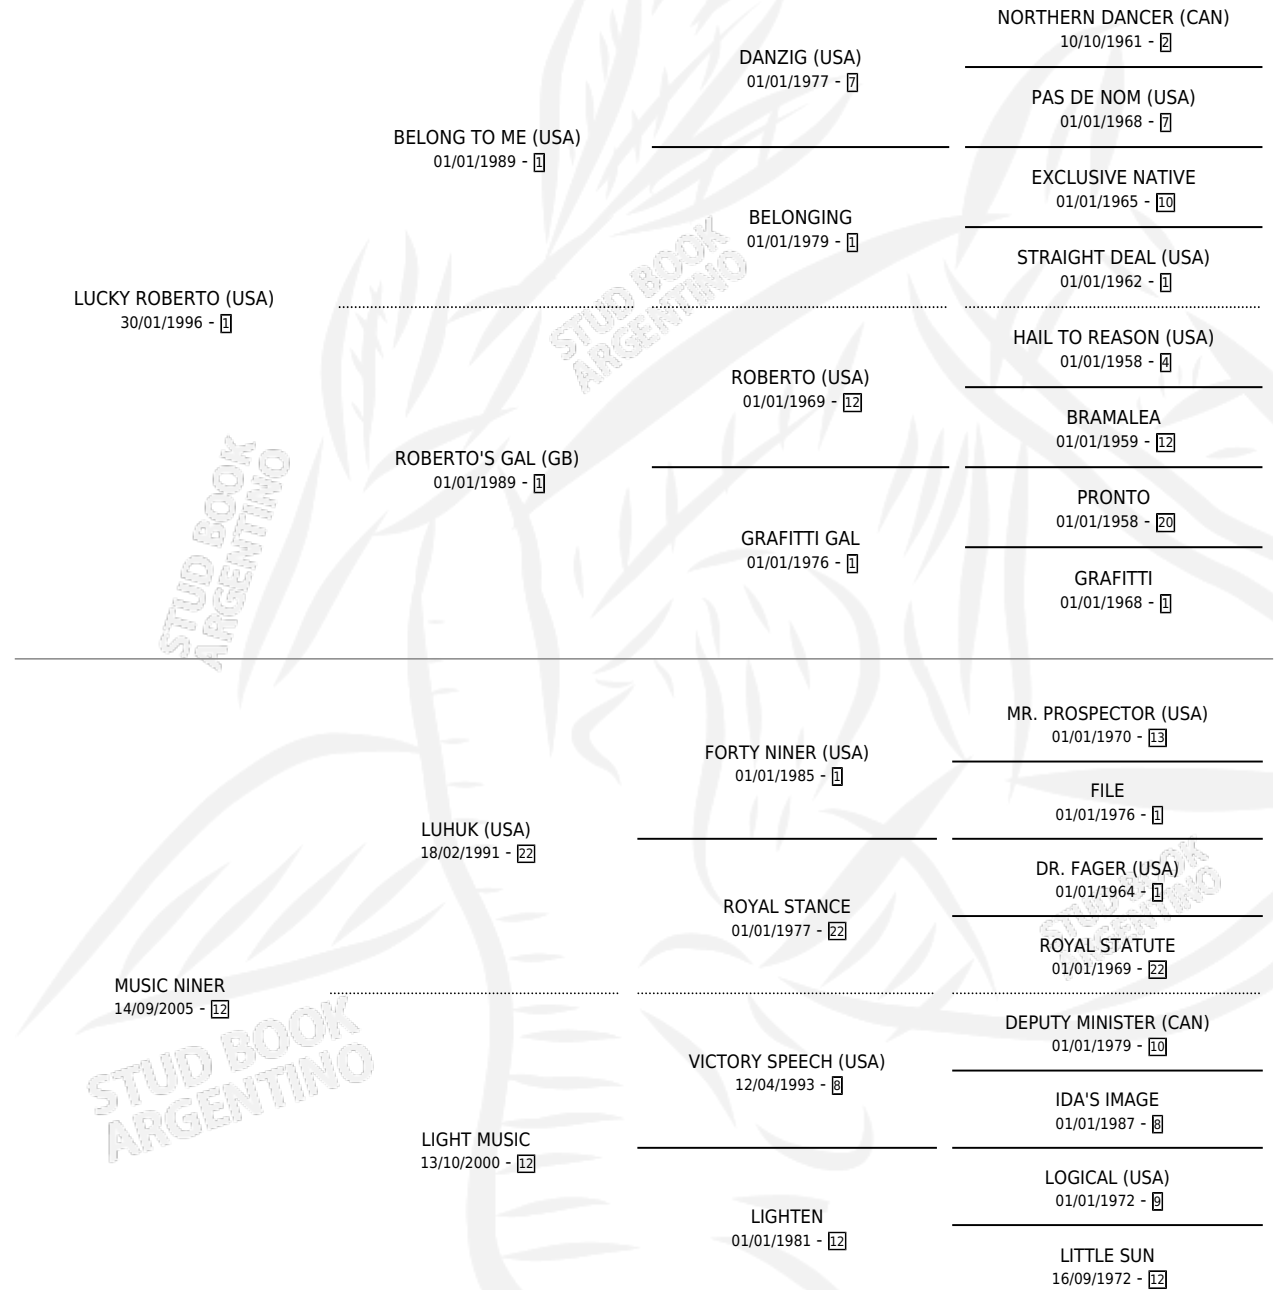 NORTHERN DANCER (CAN)
10/10/1961 - 2
DANZIG (USA)
01/01/1977 - 7
PAS DE NOM (USA)
01/01/1968 - 7
BELONG TO ME (USA)
01/01/1989 - 1
EXCLUSIVE NATIVE
01/01/1965 - 10
BELONGING
01/01/1979 - 1
STRAIGHT DEAL (USA)
01/01/1962 - 1
LUCKY ROBERTO (USA)
30/01/1996 - 1
STUD BOOK
ARGENTINO
HAIL TO REASON (USA)
01/01/1958 - 4
ROBERTO (USA)
01/01/1969 - 12
BRAMALEA
01/01/1959 - 12
ROBERTO'S GAL (GB)
01/01/1989 - 1
PRONTO
01/01/1958 - 20
GRAFITTI GAL
01/01/1976 - 1
GRAFITTI
01/01/1968 - 1
STUD BOOK
ARGENTINO
MR. PROSPECTOR (USA)
01/01/1970 - 13
FORTY NINER (USA)
01/01/1985 - 1
FILE
01/01/1976 - 1
LUHUK (USA)
18/02/1991 - 22
DR. FAGER (USA)
01/01/1964 - 1
STUD BOOK
ARGENTINO
ROYAL STANCE
01/01/1977 - 22
ROYAL STATUTE
01/01/1969 - 22
MUSIC NINER
14/09/2005 - 12
DEPUTY MINISTER (CAN)
01/01/1979 - 10
STUD BOOK
ARGENTINO
VICTORY SPEECH (USA)
12/04/1993 - 8
IDA'S IMAGE
01/01/1987 - 8
LIGHT MUSIC
13/10/2000 - 12
LOGICAL (USA)
01/01/1972 - 9
LIGHTEN
01/01/1981 - 12
LITTLE SUN
16/09/1972 - 12